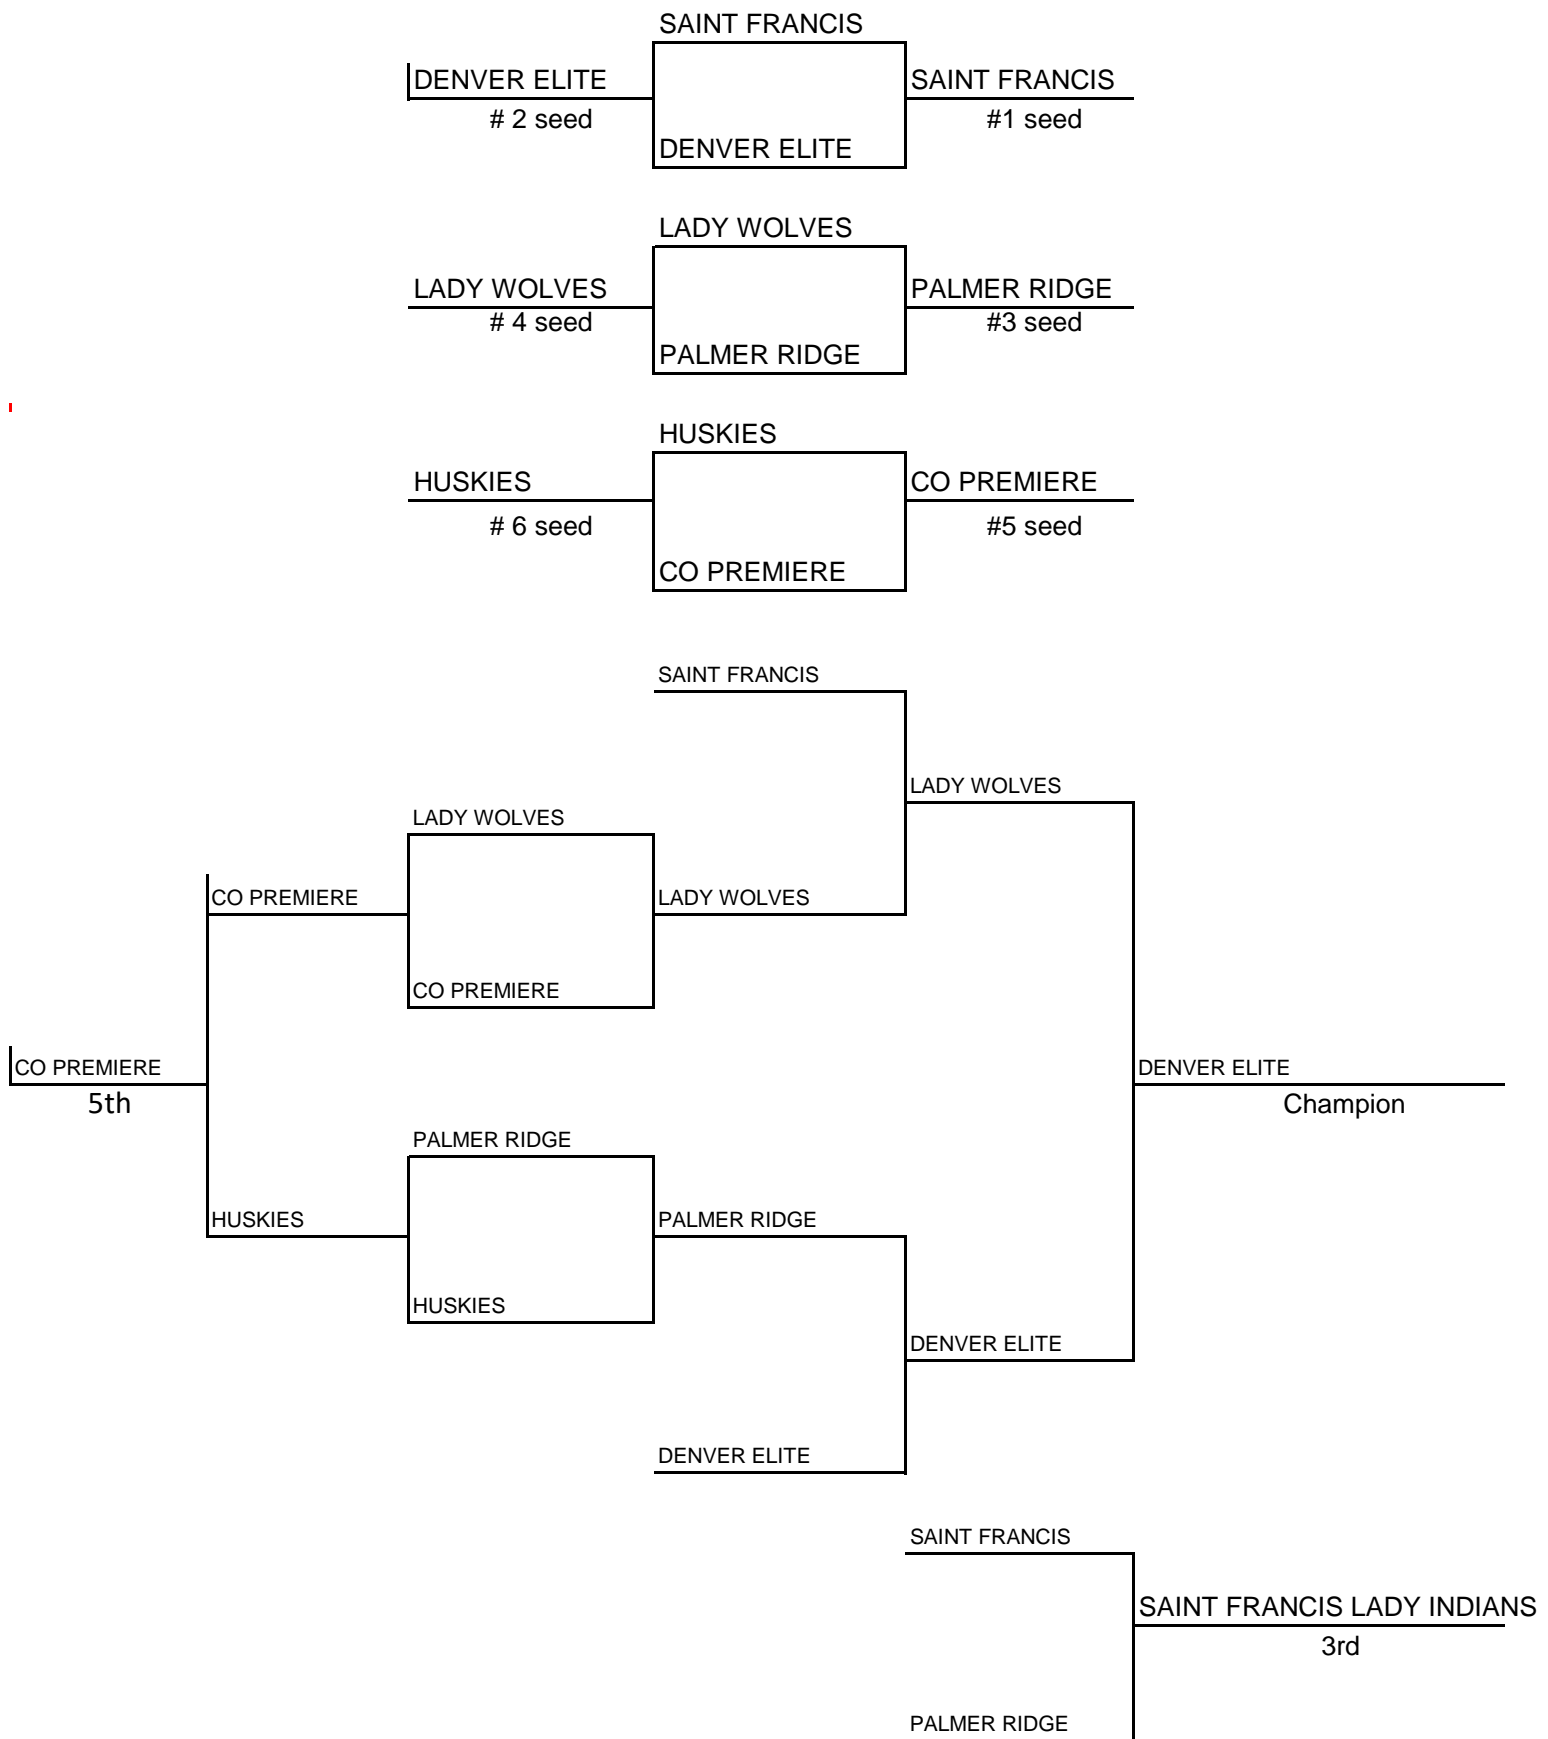 SAINT FRANCIS
DENVER ELITE
SAINT FRANCIS
# 2 seed
#1 seed
DENVER ELITE
LADY WOLVES
LADY WOLVES
PALMER RIDGE
# 4 seed
#3 seed
PALMER RIDGE
HUSKIES
HUSKIES
CO PREMIERE
# 6 seed
#5 seed
CO PREMIERE
SAINT FRANCIS
LADY WOLVES
LADY WOLVES
CO PREMIERE
LADY WOLVES
CO PREMIERE
CO PREMIERE
DENVER ELITE
5th
Champion
PALMER RIDGE
HUSKIES
PALMER RIDGE
HUSKIES
DENVER ELITE
DENVER ELITE
SAINT FRANCIS
SAINT FRANCIS LADY INDIANS
3rd
PALMER RIDGE